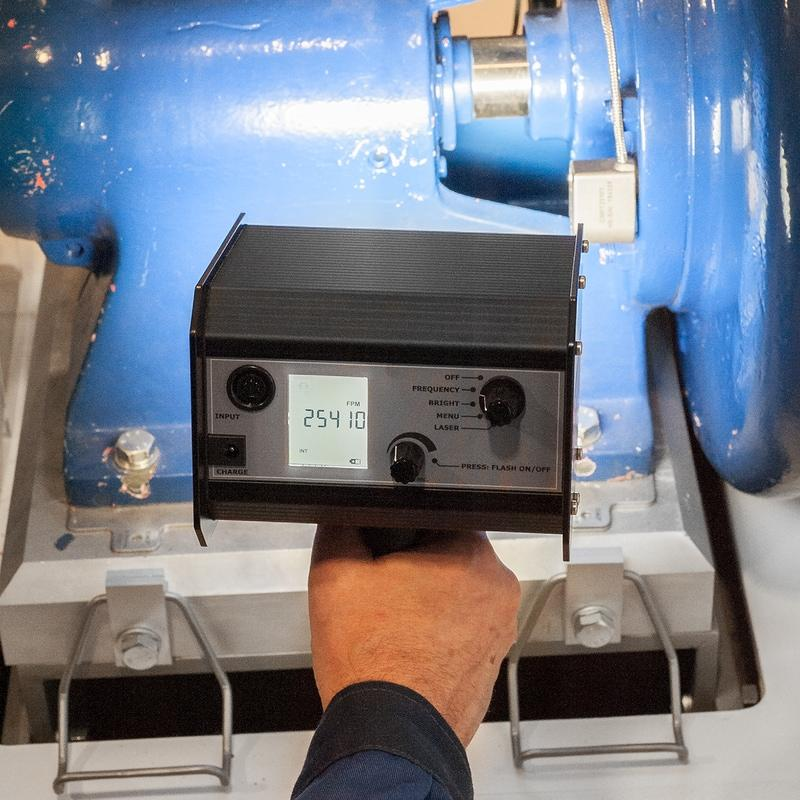 OFF
FREQUENCY
BRIGHT
MENU
LASER
INPUT
FPM
25410
INT
PRESS: FLASH ON/OFF
CHARGE